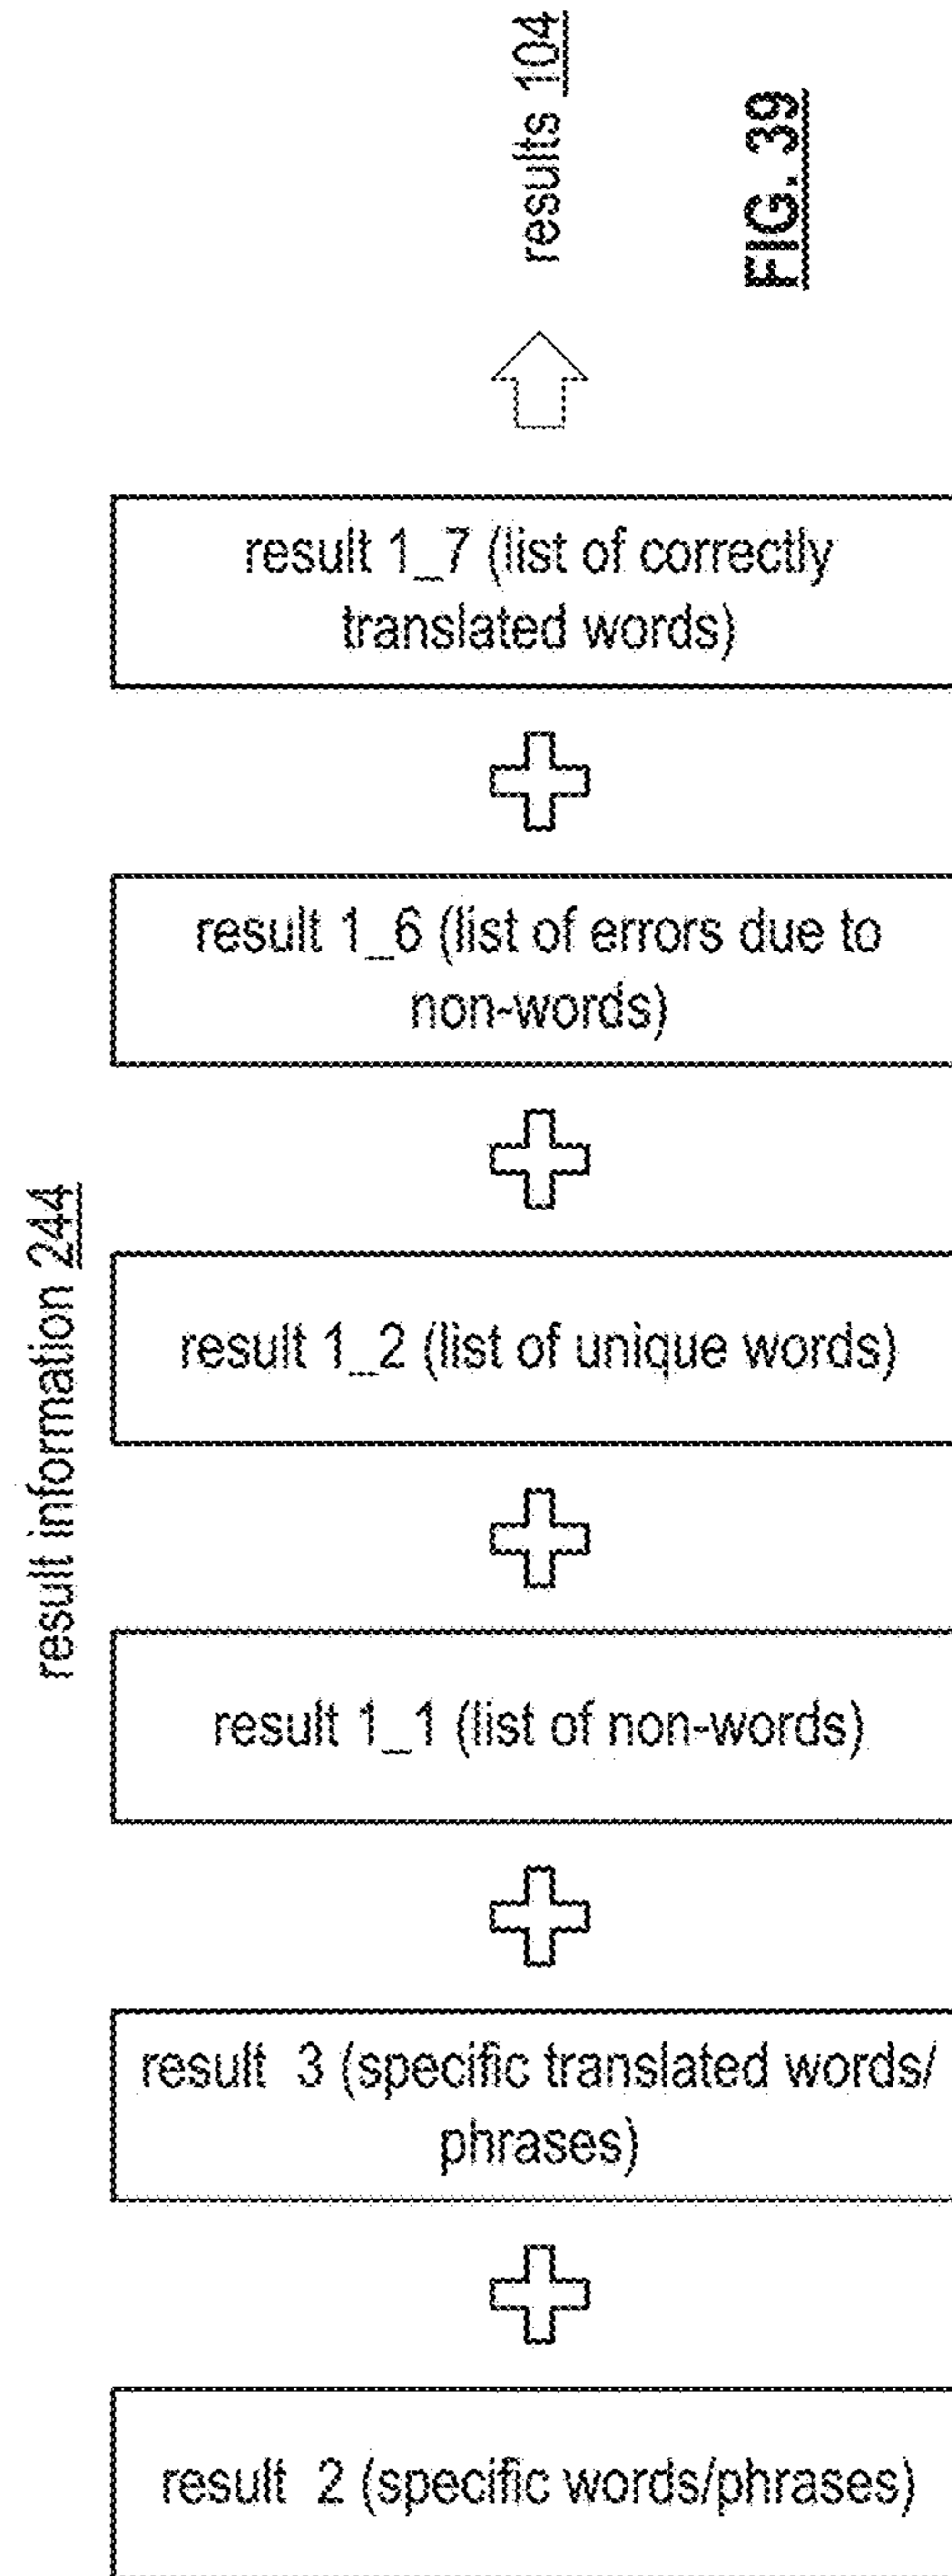 result information 244
result 1_7 (list of correctly
translated words)
result 1_6 (list of errors due to
non-words)
result 1_2 (list of unique words)
result 1_1 (list of non-words)
result 3 (specific translated words/
phrases)
result 2 (specific words/phrases)
results 104
FIG. 39